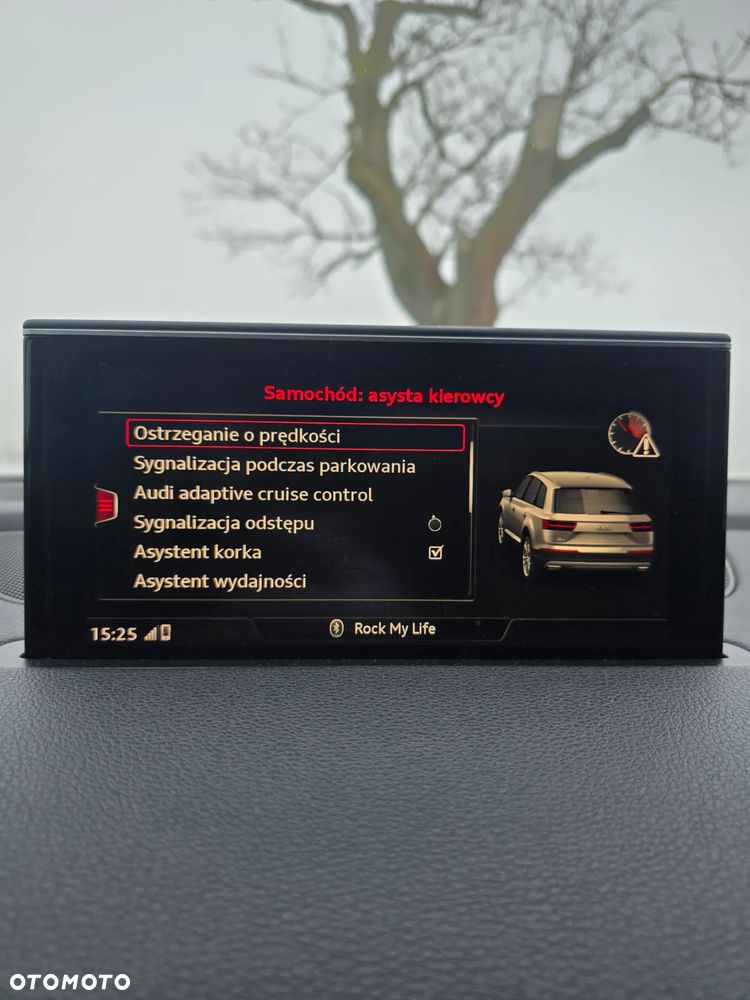 Samochód: asysta kierowcy
Ostrzeganie o prędkości
Sygnalizacja podczas parkowania
Audi adaptive cruise control
Sygnalizacja odstępu
Asystent korka
Asystent wydajności
15:25
Rock My Life
OTOMOTO